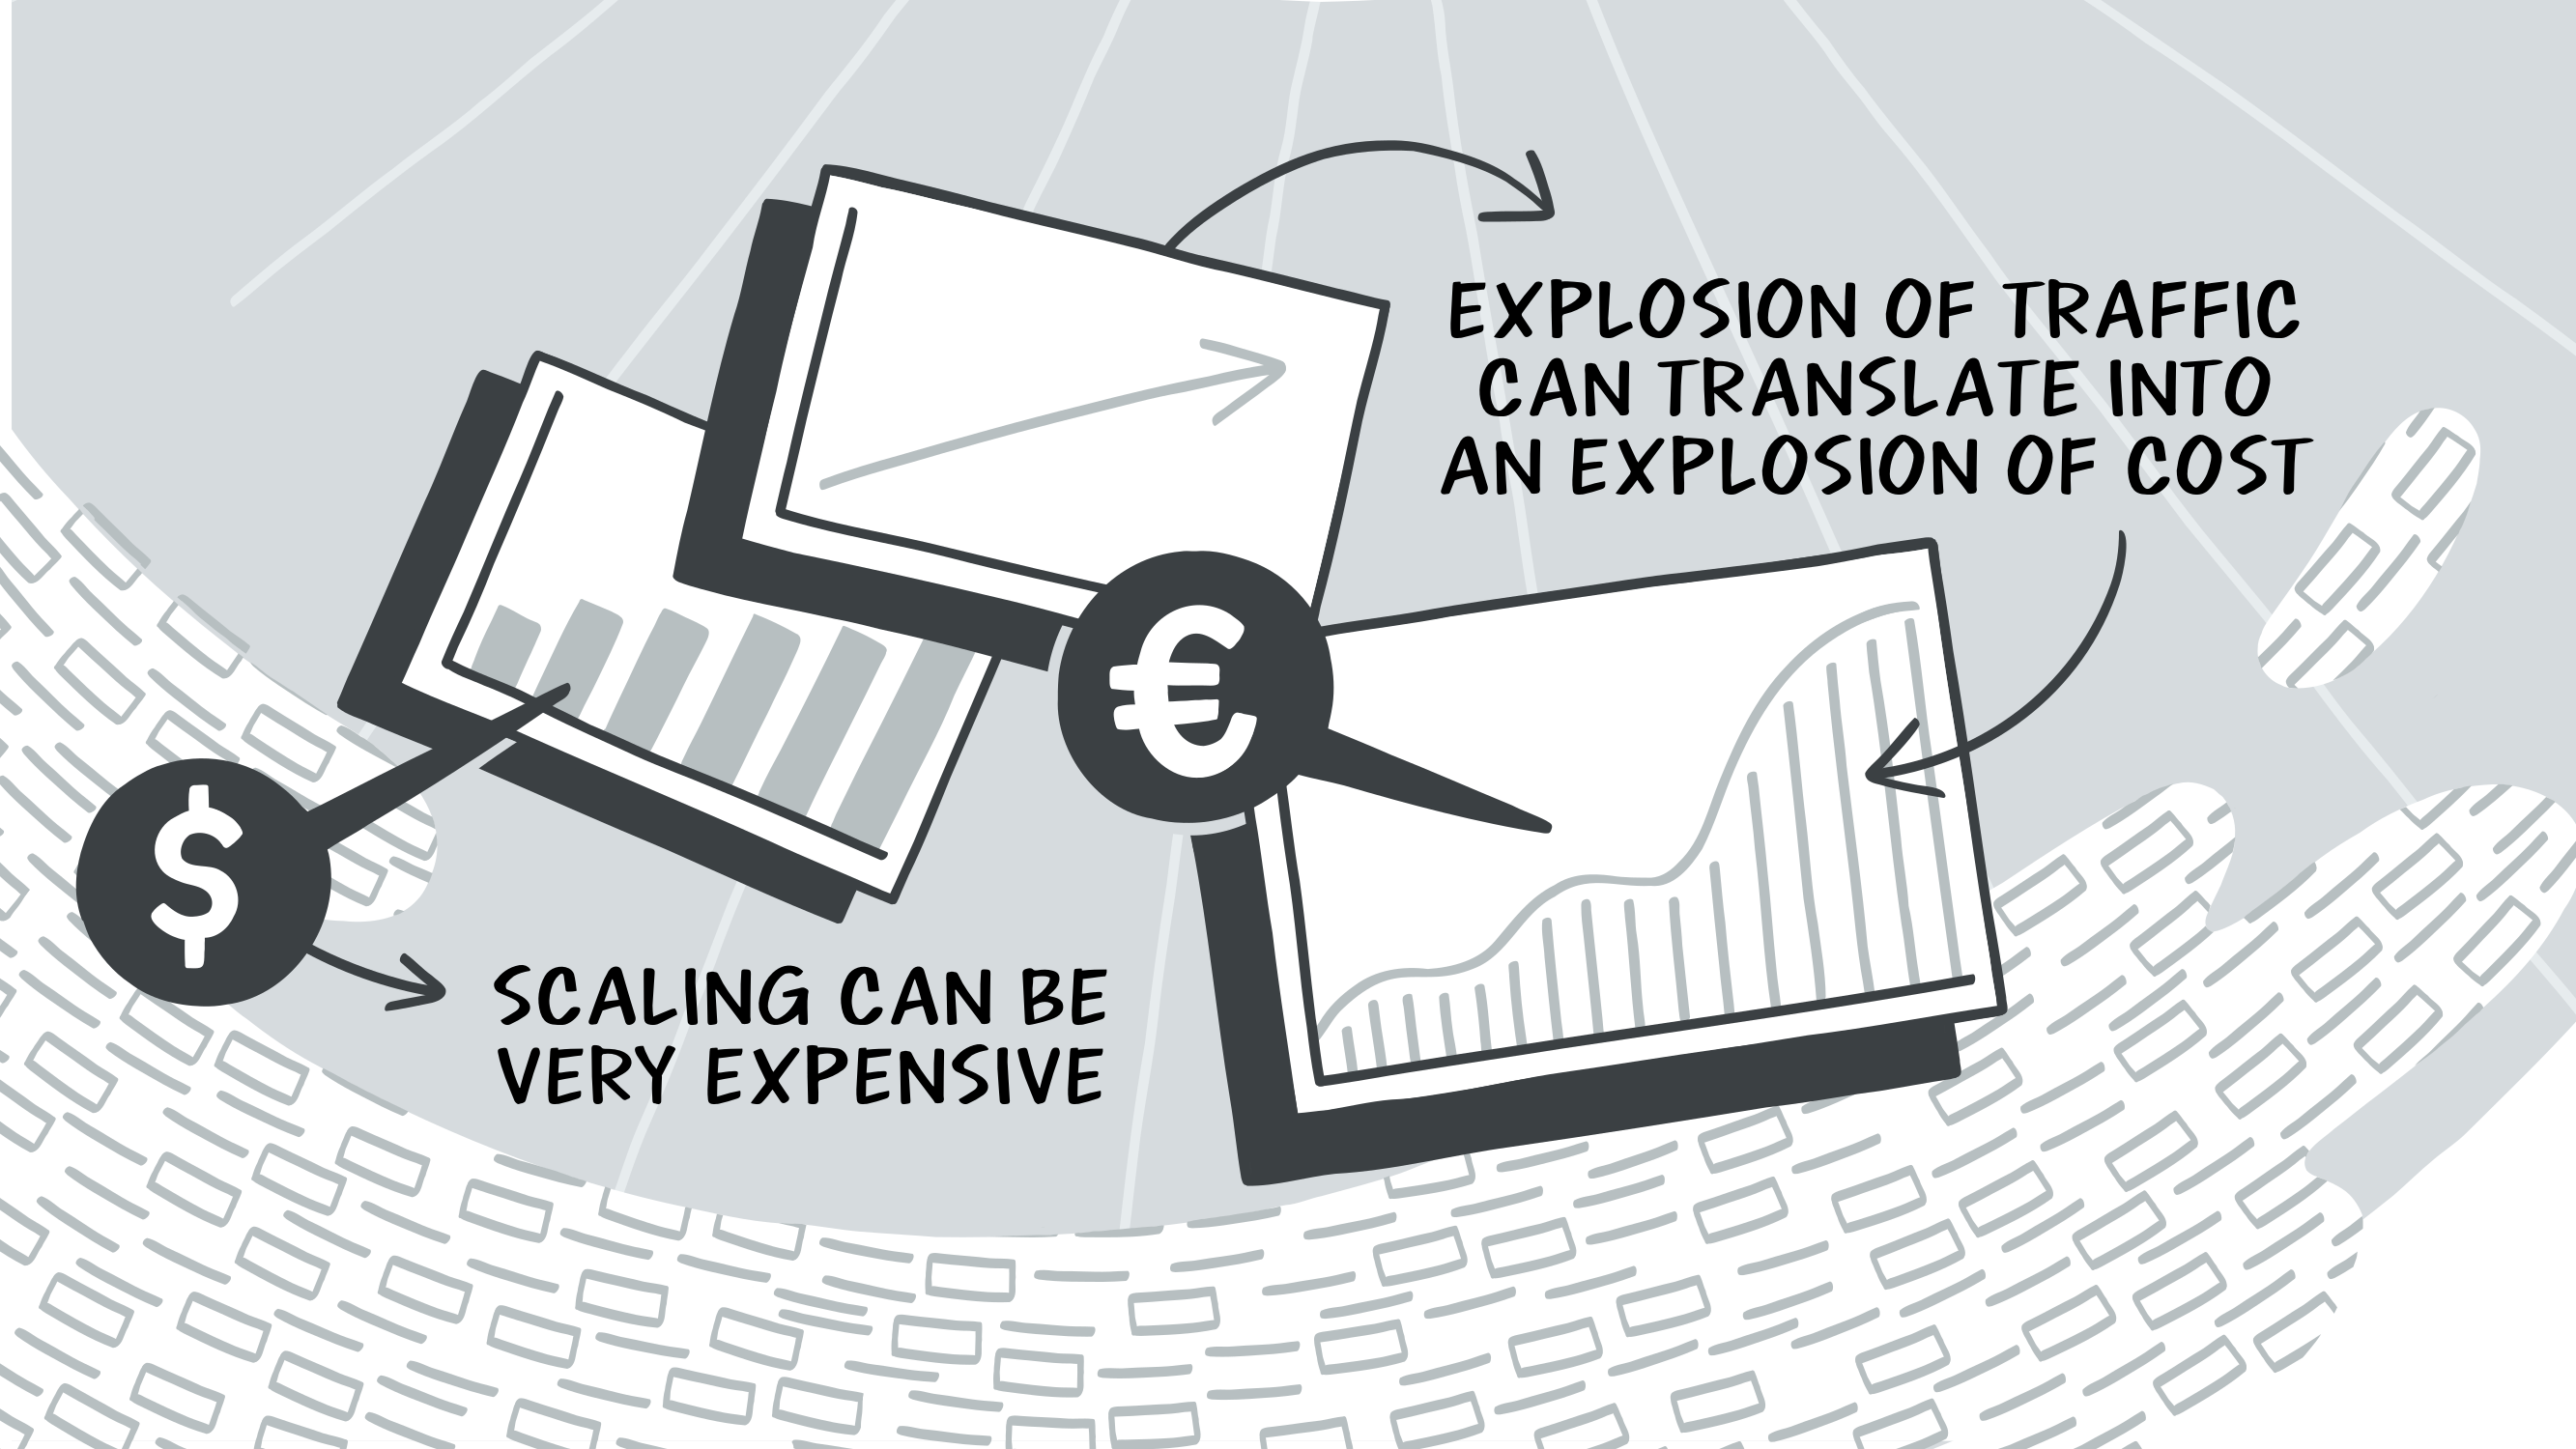 EXPLOSION OF TRAFFIC
CAN TRANSLATE INTO
AN EXPLOSION OF COST
€
$
SCALING CAN BE
VERY EXPENSIVE